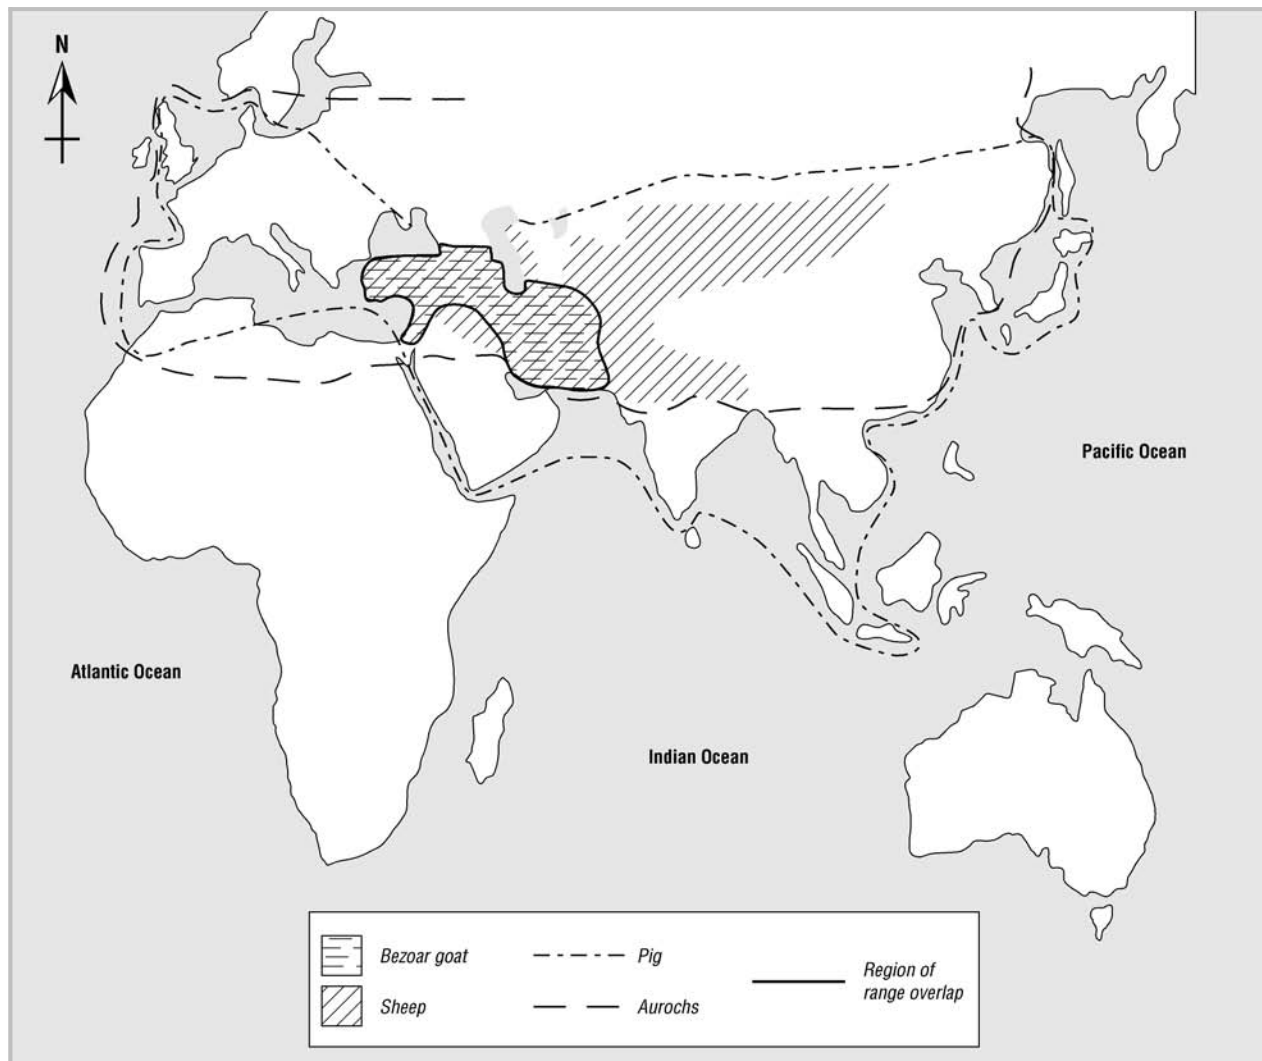 N
Pacific Ocean
Atlantic Ocean
Indian Ocean
Bezoar goat
Pig
Region of
range overlap
Sheep
Aurochs